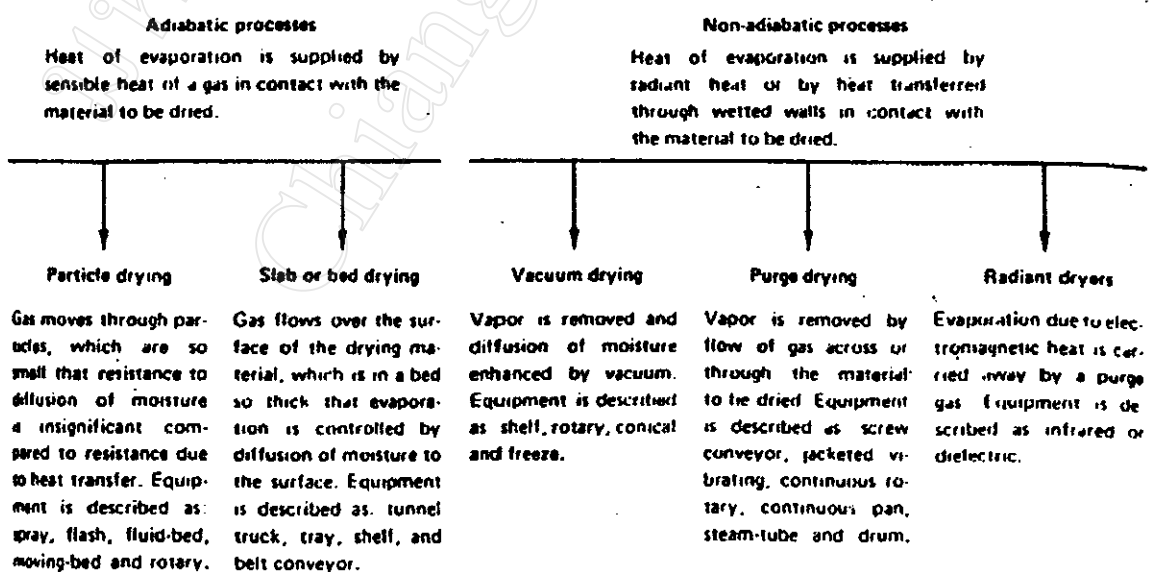 Adiabatic processes
Heat of evaporation is supplied by
sensible heat of a gas in contact with the
material to be dried.
Non-adiabatic processes
Heat of evaporation is supplied by
radiant heat or by heat transferred
through wetted walls in contact with
the material to be dried.
Particle drying
Gas moves through par-
ticles, which are so
small that resistance to
diffusion of moisture
is insignificant com-
pared to resistance due
to heat transfer. Equip-
ment is described as:
spray, flash, fluid-bed,
moving-bed and rotary.
Slab or bed drying
Gas flows over the sur-
face of the drying ma-
terial, which is in a bed
so thick that evapora-
tion is controlled by
diffusion of moisture to
the surface. Equipment
is described as. tunnel
truck, tray, shelf, and
belt conveyor.
Vacuum drying
Vapor is removed and
diffusion of moisture
enhanced by vacuum.
Equipment is described
as shelf, rotary, conical
and freeze.
Purge drying
Vapor is removed by
flow of gas across or
through the material
to be dried Equipment
is described as screw
conveyor, jacketed vi-
brating, continuous ro-
tary, continuous pan,
steam-tube and drum.
Radiant dryers
Evaporation due to elec-
tromagnetic heat is car-
ried away by a purge
gas. Equipment is de
scribed as infrared or
dielectric.
Chiang